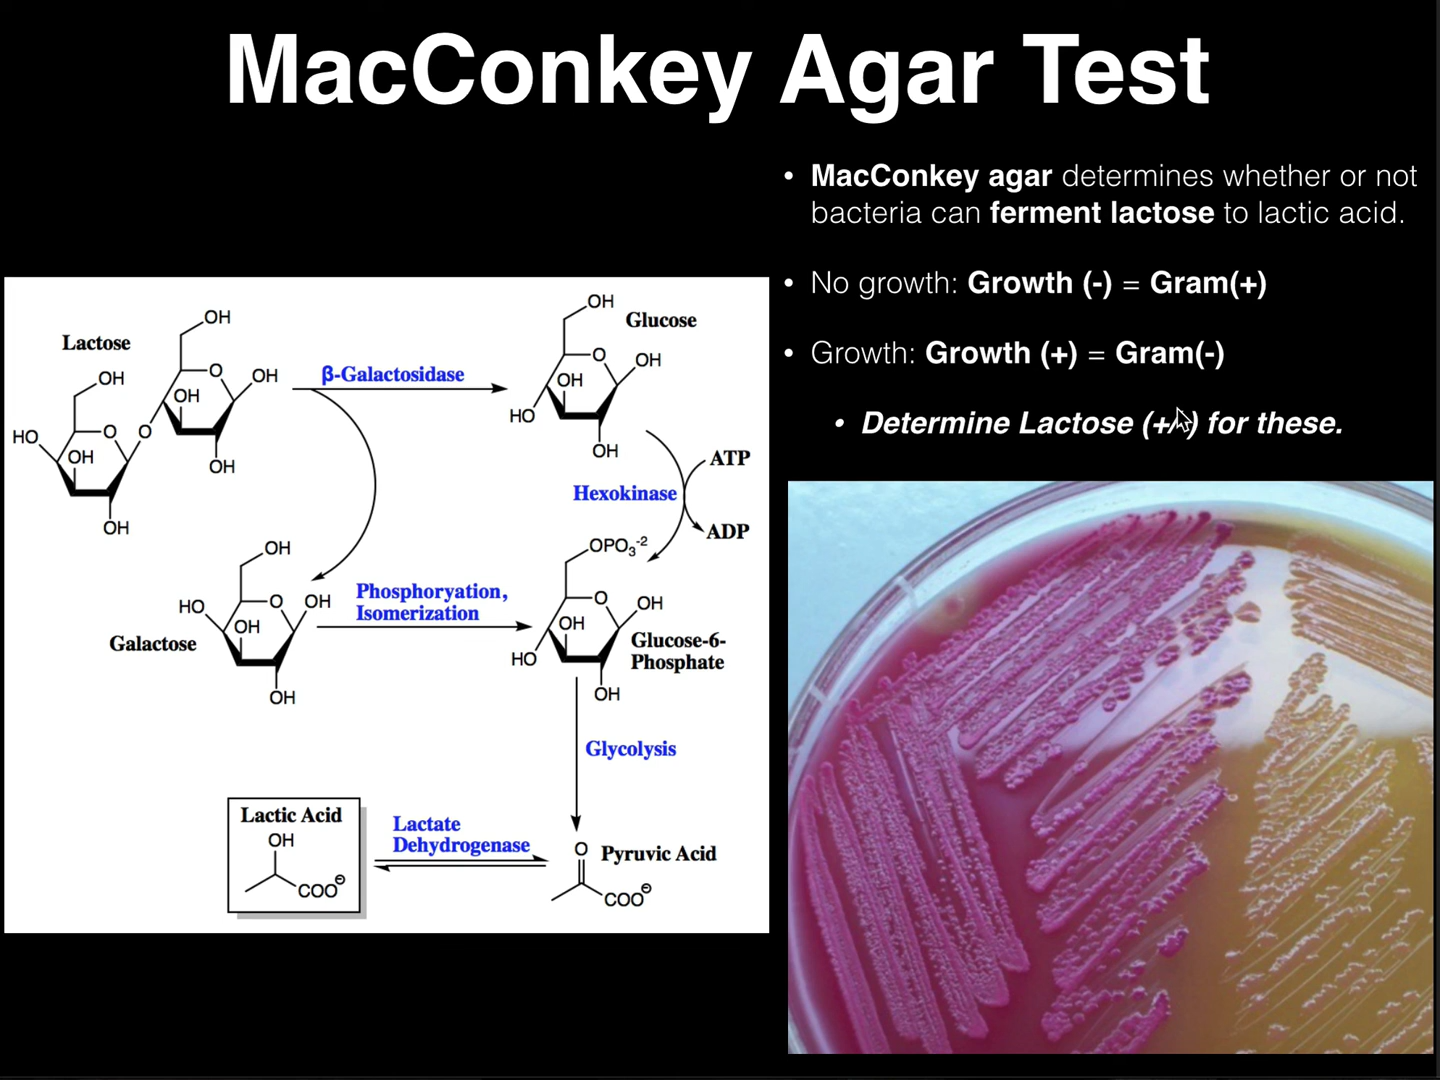 MacConkey Agar Test
• MacConkey agar determines whether or not
bacteria can ferment lactose to lactic acid.
• No growth: Growth (-) = Gram(+)
• Growth: Growth (+) = Gram(-)
• Determine Lactose (+/-) for these.
Lactose
OH
OH
O
OH
OH
HO
O
O
OH
OH
OH
β-Galactosidase
OH
Glucose
O
OH
OH
HO
OH
ATP
Hexokinase
ADP
OH
HO
O
OH
OH
Galactose
OH
Phosphoryation,
Isomerization
OPO3-2
O
OH
OH
HO
Glucose-6-
Phosphate
OH
Glycolysis
Lactic Acid
OH
COO⊖
Lactate
Dehydrogenase
O
Pyruvic Acid
COO⊖